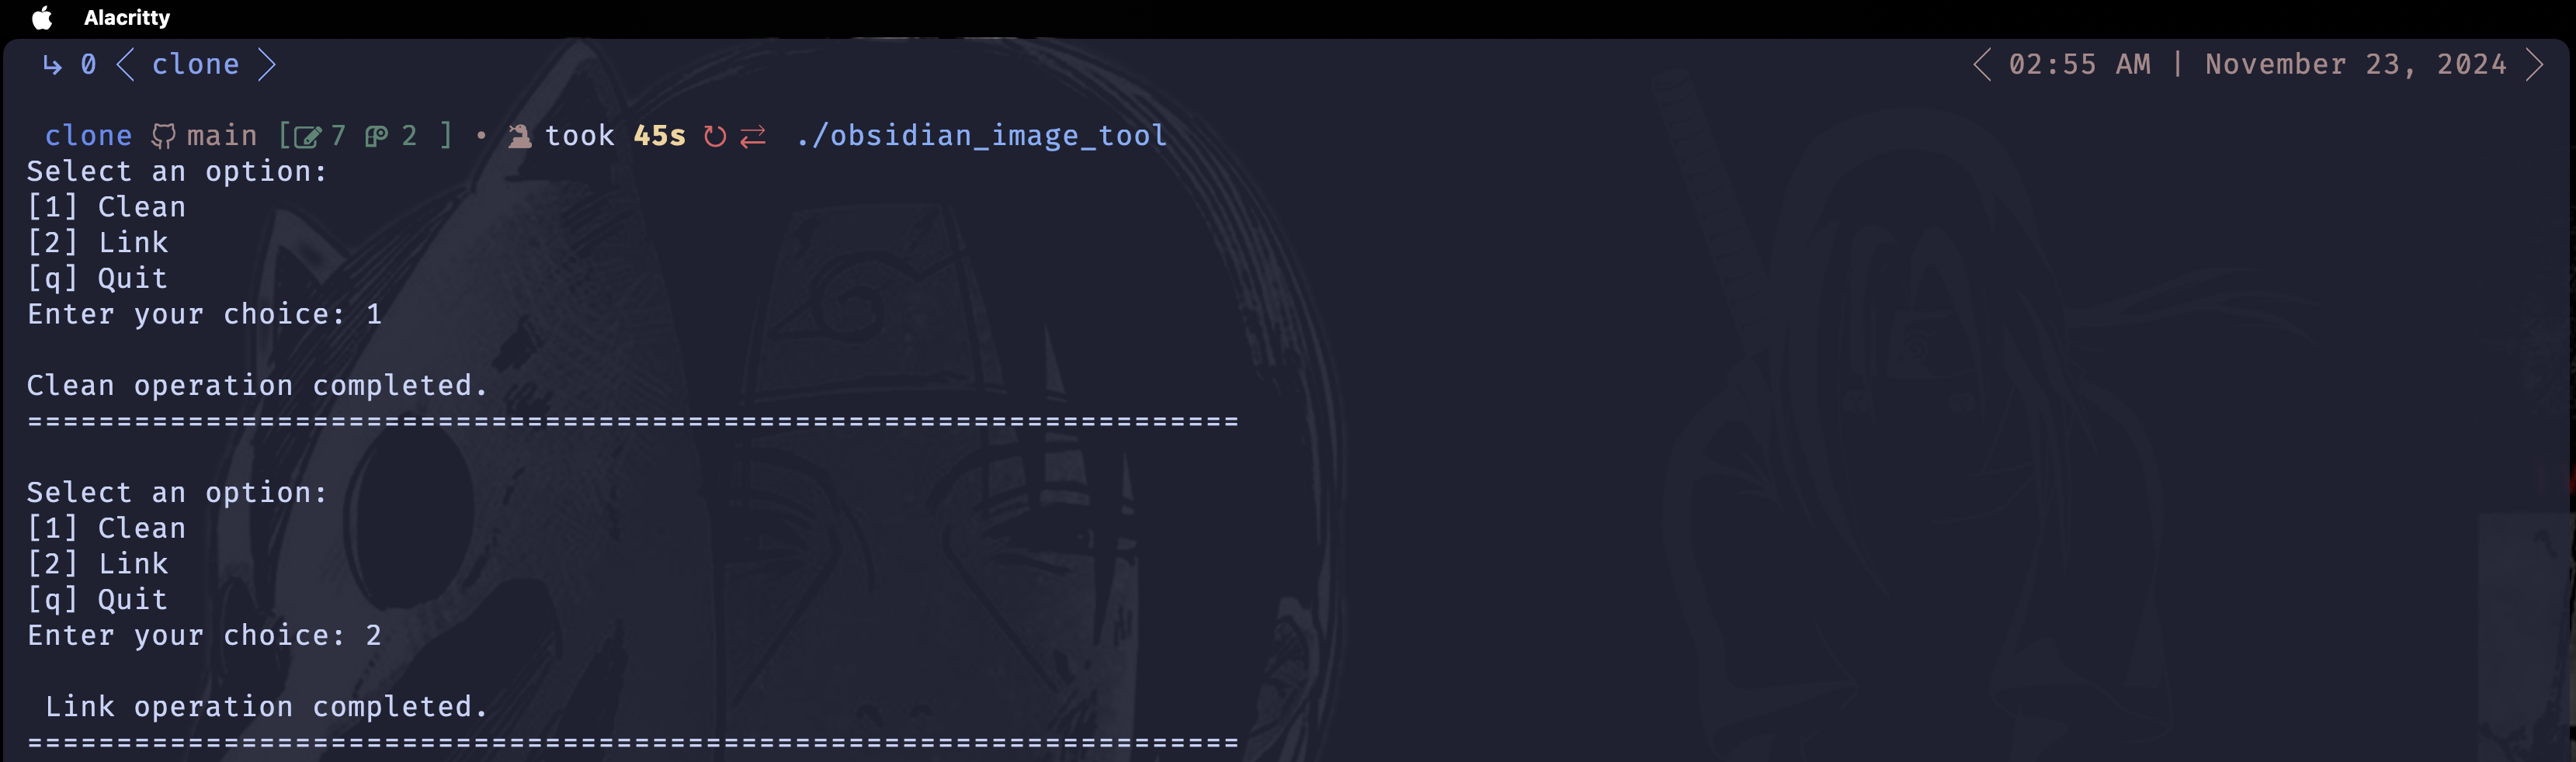 Alacritty
↳ 0 < clone >
< 02:55 AM | November 23, 2024 >
clone main [ 7 2 ] • took 45s ↻ ⇄ ./obsidian_image_tool
Select an option:
[1] Clean
[2] Link
[q] Quit
Enter your choice: 1
Clean operation completed.
====================================================================
Select an option:
[1] Clean
[2] Link
[q] Quit
Enter your choice: 2
Link operation completed.
====================================================================